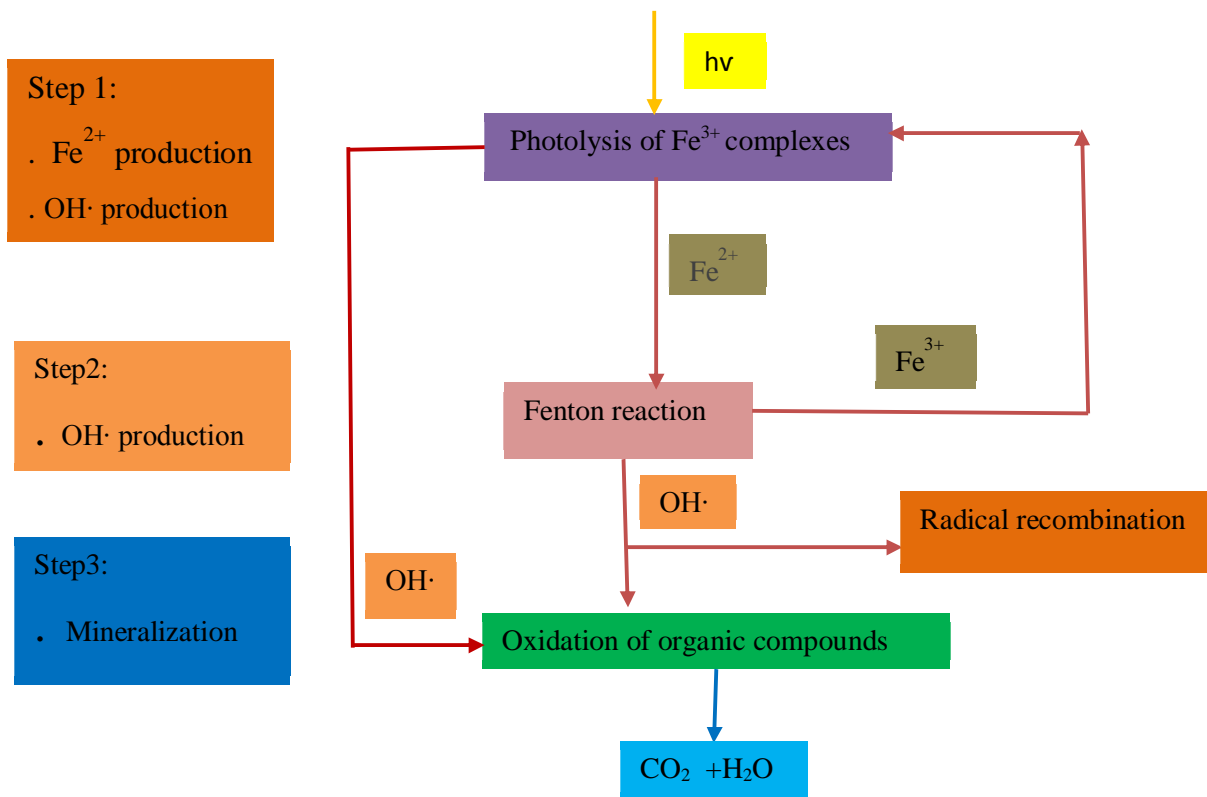 hѵ
Step 1:
. Fe²⁺ production
. OH· production
Photolysis of Fe³⁺ complexes
Fe²⁺
Fe³⁺
Step2:
. OH· production
Fenton reaction
OH·
Radical recombination
Step3:
. Mineralization
OH·
Oxidation of organic compounds
CO₂ +H₂O